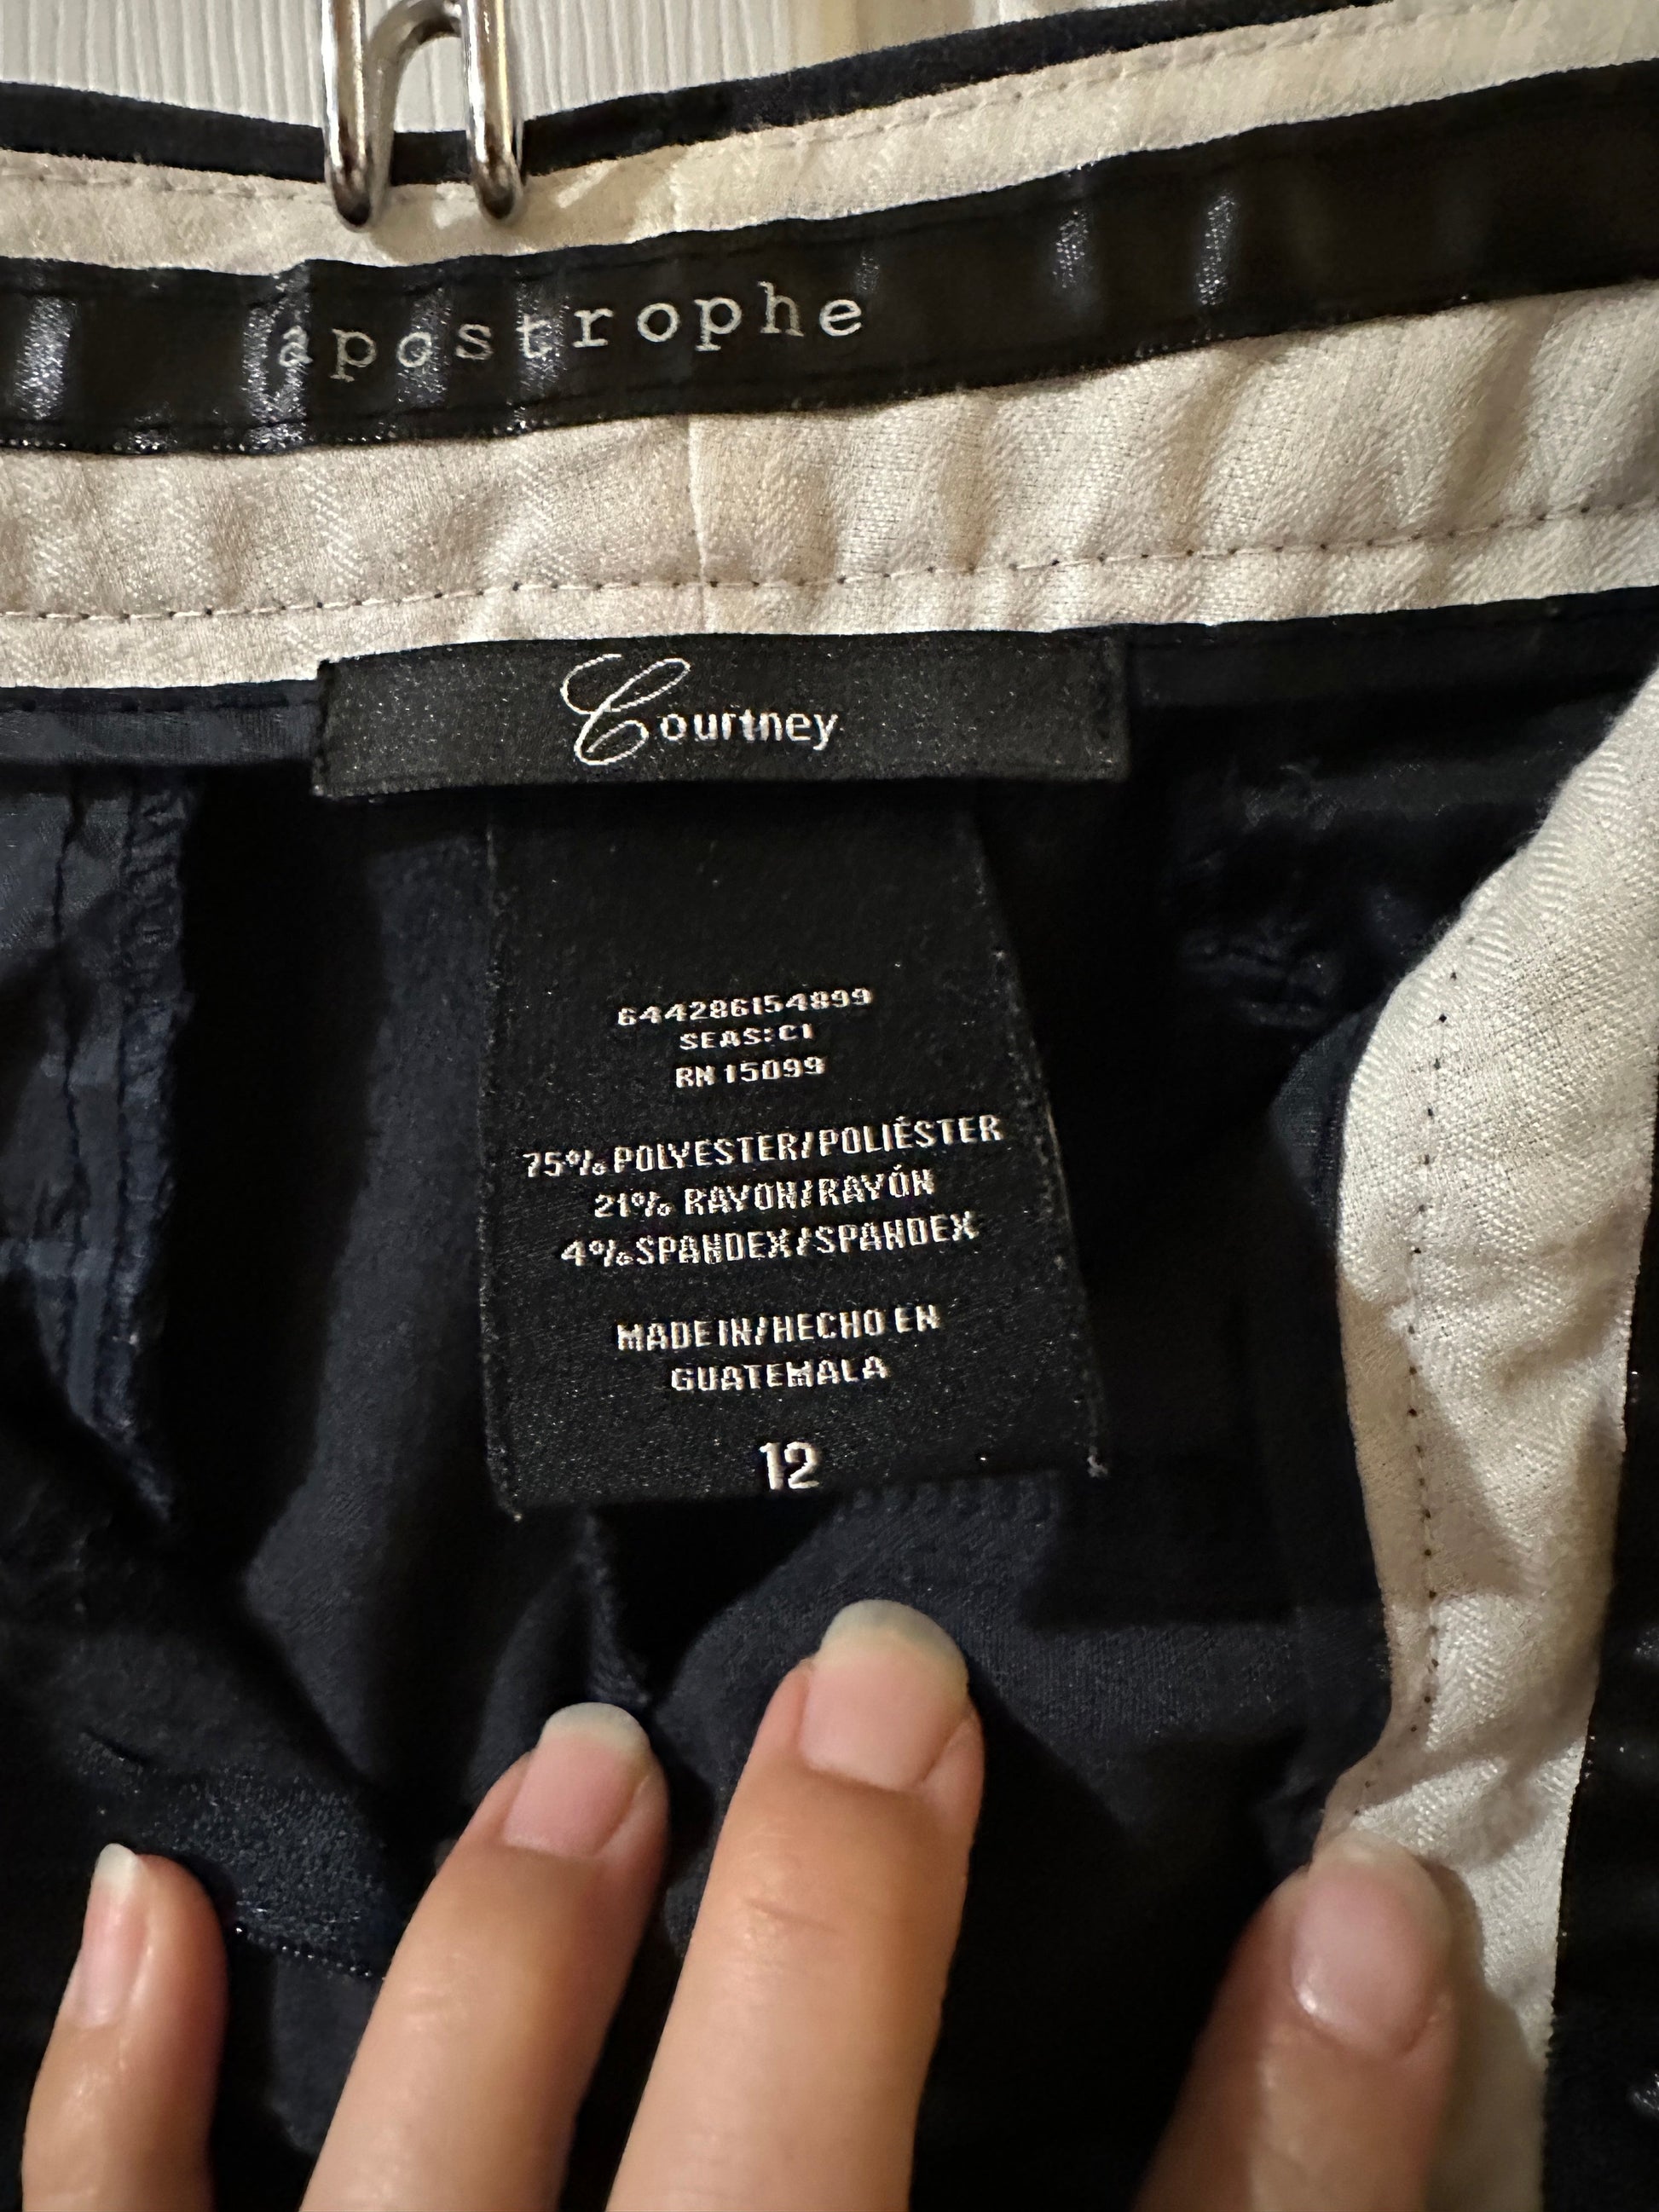 apostrophe
Courtney
644286154899
SEAS: C1
RN 15099
75% POLYESTER/POLIÉSTER
21% RAYON/RAYÓN
4% SPANDEX/SPANDEX
MADE IN/HECHO EN
GUATEMALA
12